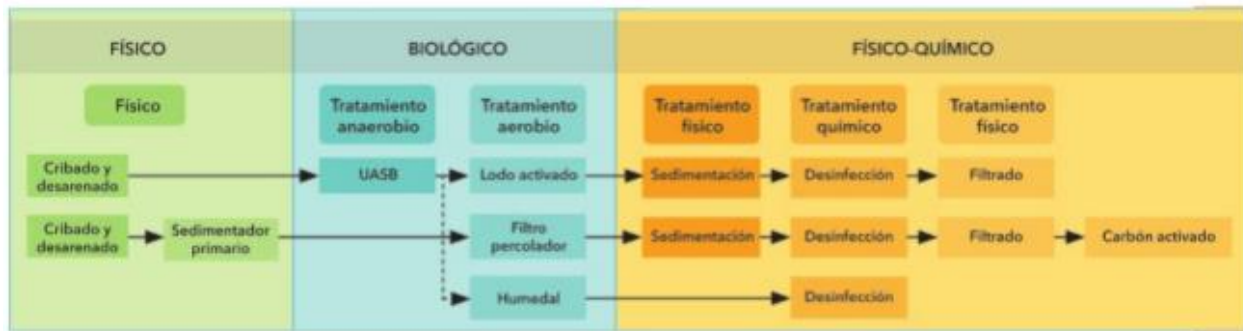 FÍSICO
BIOLÓGICO
FÍSICO-QUÍMICO
Físico
Tratamiento
anaerobio
Tratamiento
aerobio
Tratamiento
físico
Tratamiento
químico
Tratamiento
físico
Cribado y
desarenado
UASB
Lodo activado
Sedimentación
Desinfección
Filtrado
Cribado y
desarenado
Sedimentador
primario
Filtro
percolador
Sedimentación
Desinfección
Filtrado
Carbón activado
Humedal
Desinfección